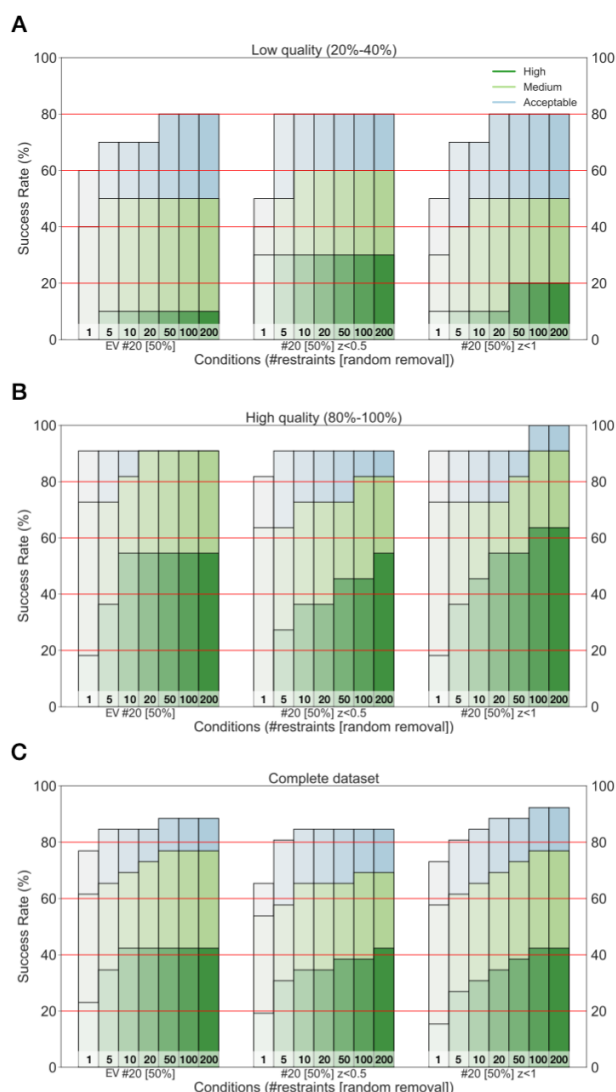 A
Low quality (20%-40%)
100 100
High
Medium
Acceptable
80 80
60 60
40 40
20 20
0 0
Success Rate (%)
1 5 10 20 50 100 200 1 5 10 20 50 100 200 1 5 10 20 50 100 200
EV #20 [50%] #20 [50%] z<0.5 #20 [50%] z<1
Conditions (#restraints [random removal])
B
High quality (80%-100%)
100 100
80 80
60 60
40 40
20 20
0 0
Success Rate (%)
1 5 10 20 50 100 200 1 5 10 20 50 100 200 1 5 10 20 50 100 200
EV #20 [50%] #20 [50%] z<0.5 #20 [50%] z<1
Conditions (#restraints [random removal])
C
Complete dataset
100 100
80 80
60 60
40 40
20 20
0 0
Success Rate (%)
1 5 10 20 50 100 200 1 5 10 20 50 100 200 1 5 10 20 50 100 200
EV #20 [50%] #20 [50%] z<0.5 #20 [50%] z<1
Conditions (#restraints [random removal])